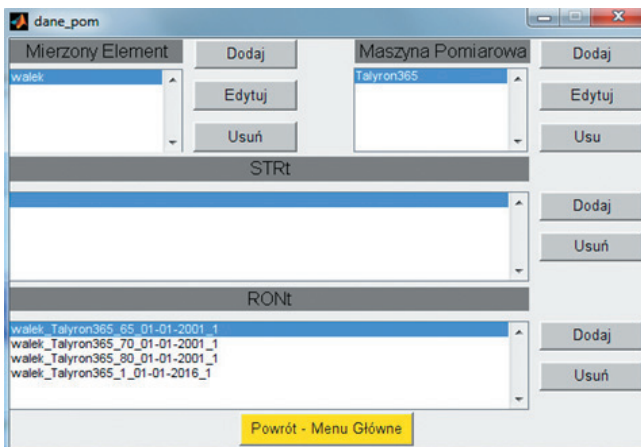 dane_pom
Mierzony Element
Dodaj
Maszyna Pomiarowa
Dodaj
walek
Talyron365
Edytuj
Edytuj
Usuń
Usu
STRt
Dodaj
Usuń
RONt
walek_Talyron365_65_01-01-2001_1
walek_Talyron365_70_01-01-2001_1
walek_Talyron365_80_01-01-2001_1
walek_Talyron365_1_01-01-2016_1
Dodaj
Usuń
Powrót - Menu Główne